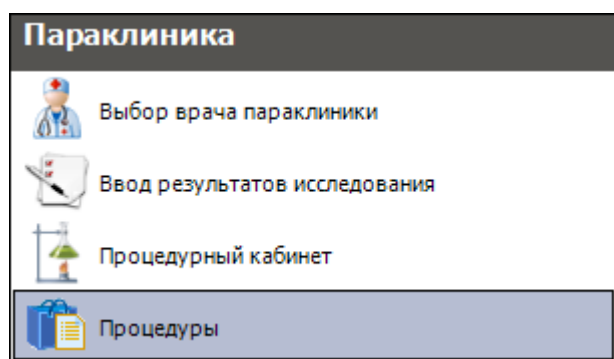 Параклиника
Выбор врача параклиники
Ввод результатов исследования
Процедурный кабинет
Процедуры